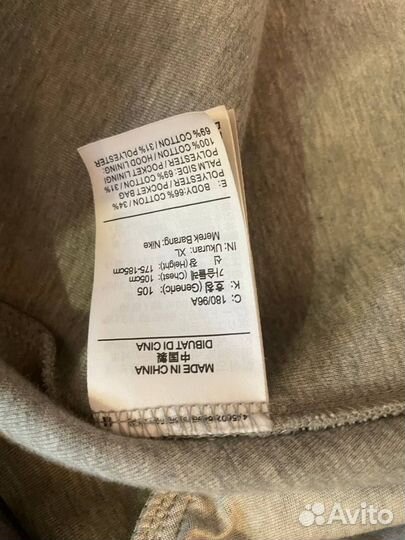 MADE IN CHINA
中國製
DIBUAT DI CINA
C: 180/96A
K: 호칭 (Generic): 105
가슴둘레 (Chest): 105cm
신 장 (Height): 175-185cm
IN: Ukuran: XL
Merek Barang: Nike
E: BODY:66% COTTON / 34%
POLYESTER / POCKET BAG
PALM SIDE: 69% COTTON / 31%
POLYESTER / POCKET LINING:
100% COTTON / HOOD LINING:
69% COTTON / 31% POLYESTER
Avito